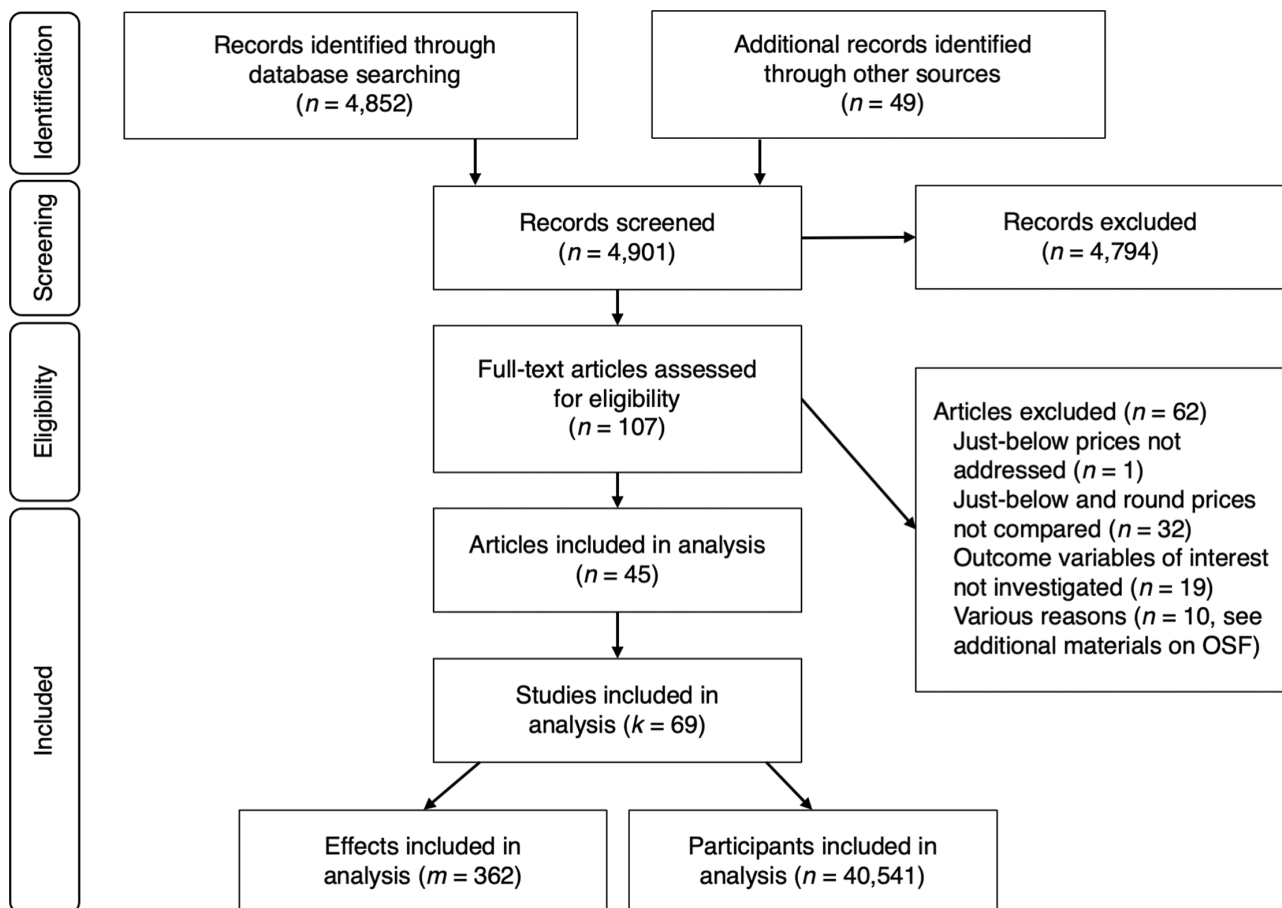 Identification
Records identified through
database searching
(n = 4,852)
Additional records identified
through other sources
(n = 49)
Screening
Records screened
(n = 4,901)
Records excluded
(n = 4,794)
Eligibility
Full-text articles assessed
for eligibility
(n = 107)
Articles excluded (n = 62)
Just-below prices not
addressed (n = 1)
Just-below and round prices
not compared (n = 32)
Outcome variables of interest
not investigated (n = 19)
Various reasons (n = 10, see
additional materials on OSF)
Included
Articles included in analysis
(n = 45)
Studies included in
analysis (k = 69)
Effects included in
analysis (m = 362)
Participants included in
analysis (n = 40,541)